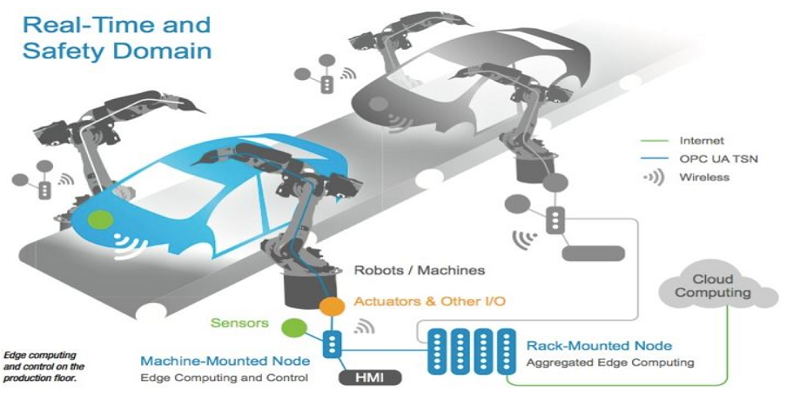 Real-Time and
Safety Domain
Internet
OPC UA TSN
Wireless
Robots / Machines
Cloud
Computing
Actuators & Other I/O
Sensors
Rack-Mounted Node
Aggregated Edge Computing
Machine-Mounted Node
Edge Computing and Control
HMI
Edge computing
and control on the
production floor.